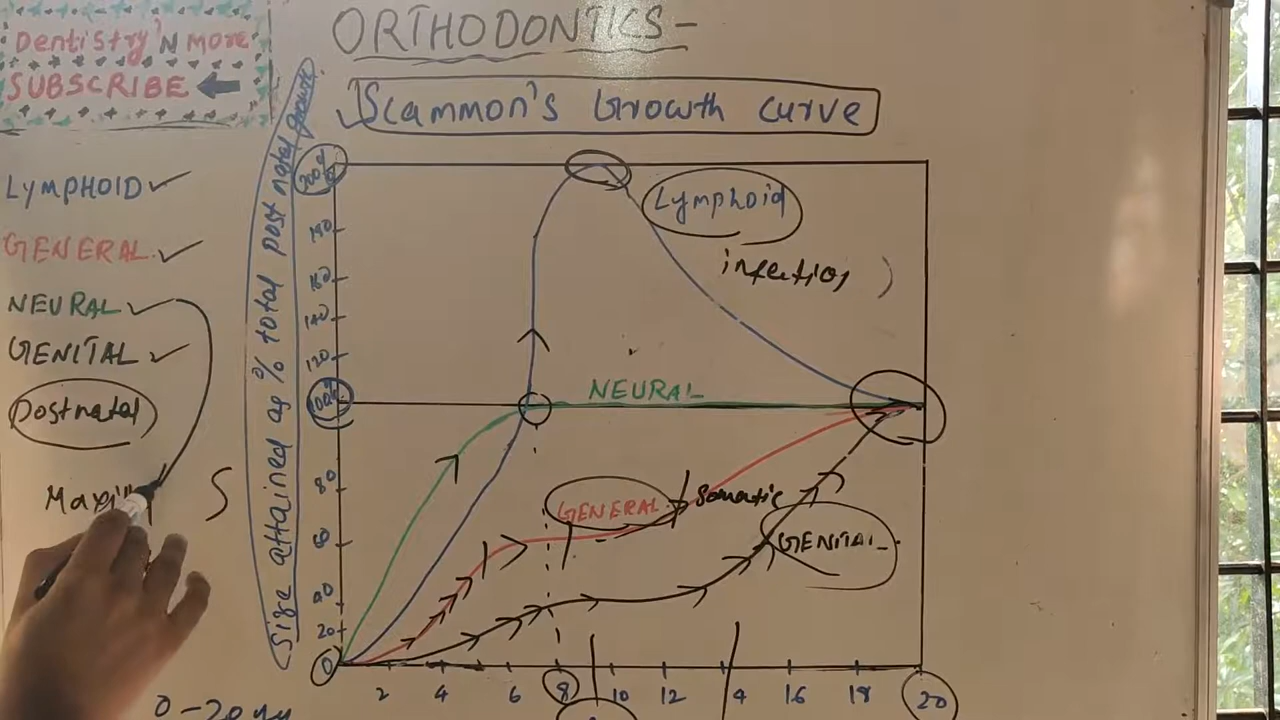 Dentistry'N MORE
SUBSCRIBE
ORTHODONTICS -
Scammon's Growth curve
LYMPHOID
GENERAL
NEURAL
GENITAL
Postnatal
S
Size attained as % total post natal growth
200%
160
140
120
100%
80
60
40
20
0
2
4
6
8
10
12
14
16
18
20
Lymphoid
infection
NEURAL
GENERAL
Somatic
GENITAL
0-20